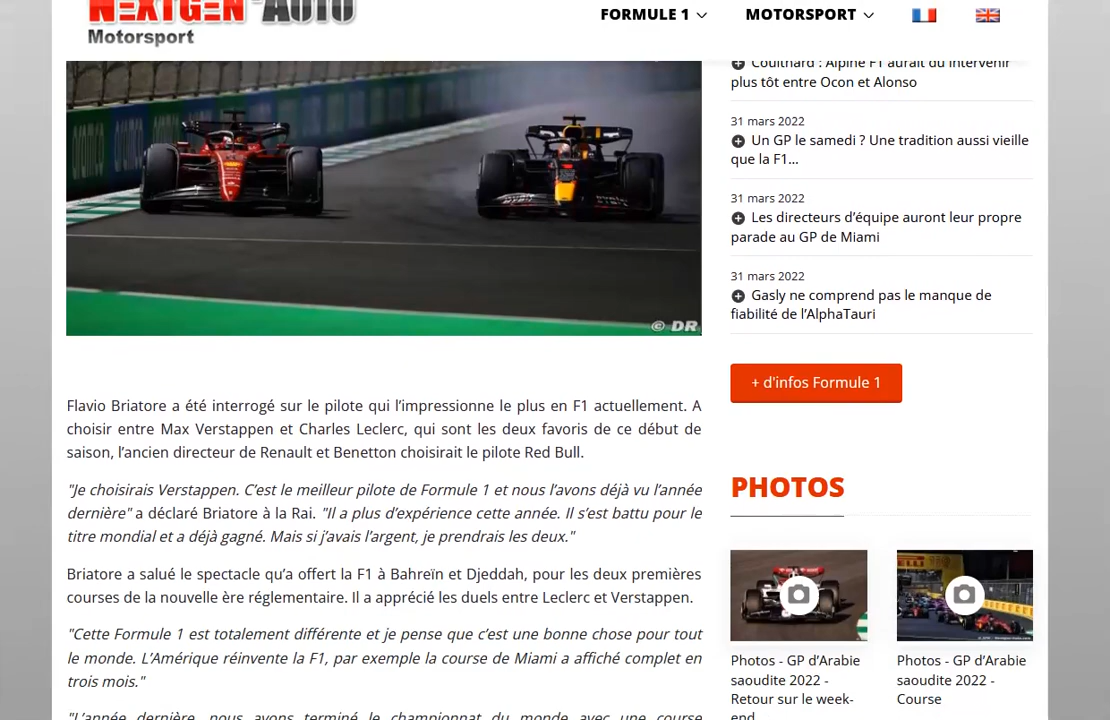 NEXTGEN-AUTO
Motorsport
FORMULE 1
MOTORSPORT
© DR
Flavio Briatore a été interrogé sur le pilote qui l’impressionne le plus en F1 actuellement. A
choisir entre Max Verstappen et Charles Leclerc, qui sont les deux favoris de ce début de
saison, l’ancien directeur de Renault et Benetton choisirait le pilote Red Bull.
"Je choisirais Verstappen. C’est le meilleur pilote de Formule 1 et nous l’avons déjà vu l’année
dernière" a déclaré Briatore à la Rai. "Il a plus d’expérience cette année. Il s’est battu pour le
titre mondial et a déjà gagné. Mais si j’avais l’argent, je prendrais les deux."
Briatore a salué le spectacle qu’a offert la F1 à Bahreïn et Djeddah, pour les deux premières
courses de la nouvelle ère réglementaire. Il a apprécié les duels entre Leclerc et Verstappen.
"Cette Formule 1 est totalement différente et je pense que c’est une bonne chose pour tout
le monde. L’Amérique réinvente la F1, par exemple la course de Miami a affiché complet en
trois mois."
"L’année dernière, nous avons terminé le championnat du monde avec une course
Coulthard : Alpine F1 aurait dû intervenir
plus tôt entre Ocon et Alonso
31 mars 2022
Un GP le samedi ? Une tradition aussi vieille
que la F1...
31 mars 2022
Les directeurs d’équipe auront leur propre
parade au GP de Miami
31 mars 2022
Gasly ne comprend pas le manque de
fiabilité de l’AlphaTauri
+ d'infos Formule 1
PHOTOS
Photos - GP d’Arabie
saoudite 2022 -
Retour sur le week-
end
Photos - GP d’Arabie
saoudite 2022 -
Course